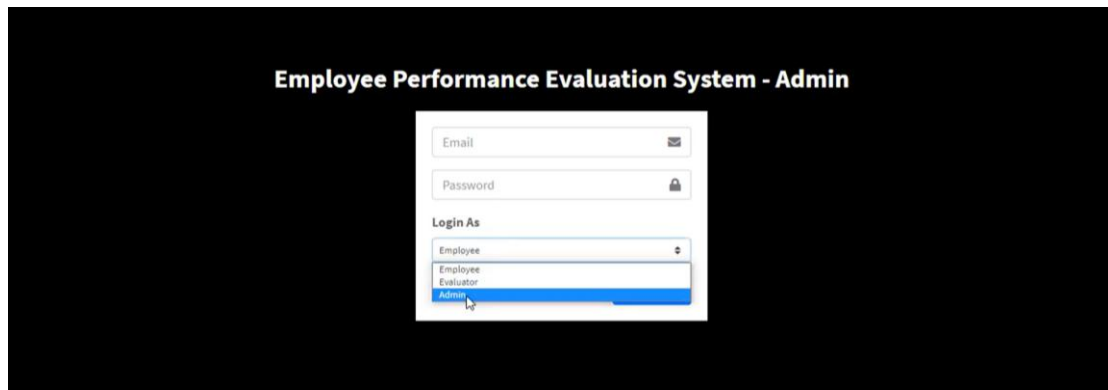 Employee Performance Evaluation System - Admin
Email
Password
Login As
Employee
Employee
Evaluator
Admin